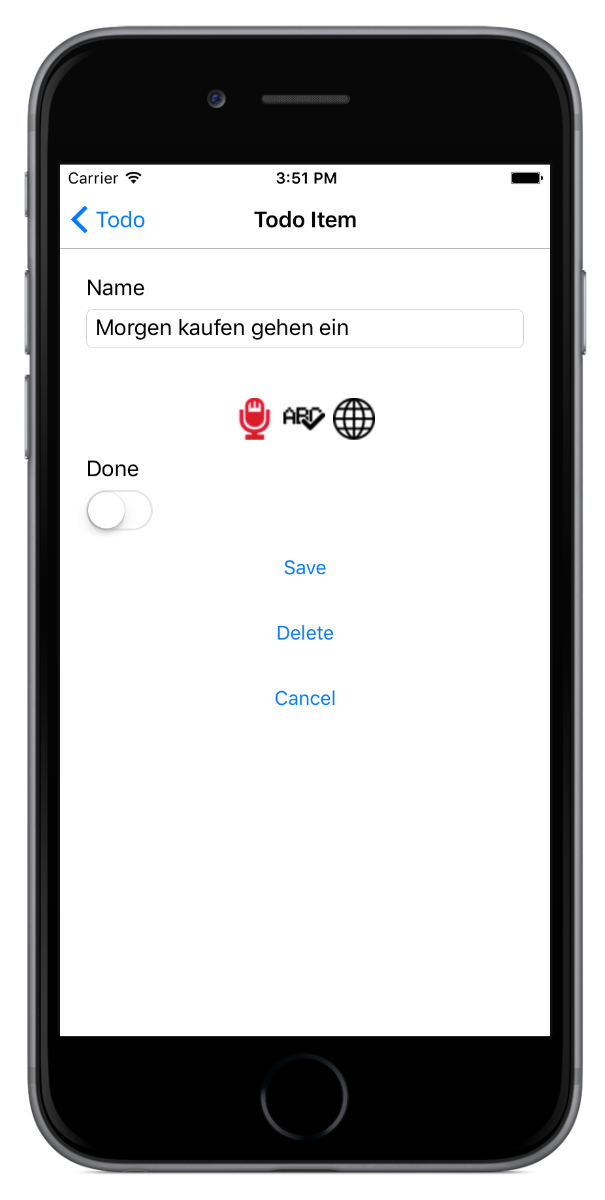 Carrier 3:51 PM
Todo Todo Item
Name
Morgen kaufen gehen ein
ABC
Done
Save
Delete
Cancel